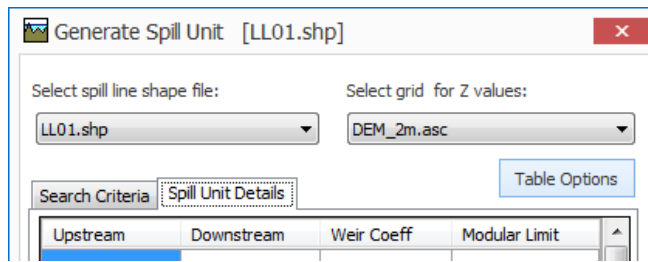 Generate Spill Unit [LL01.shp]
Select spill line shape file: Select grid for Z values:
LL01.shp DEM_2m.asc
Table Options
Search Criteria Spill Unit Details
Upstream Downstream Weir Coeff Modular Limit